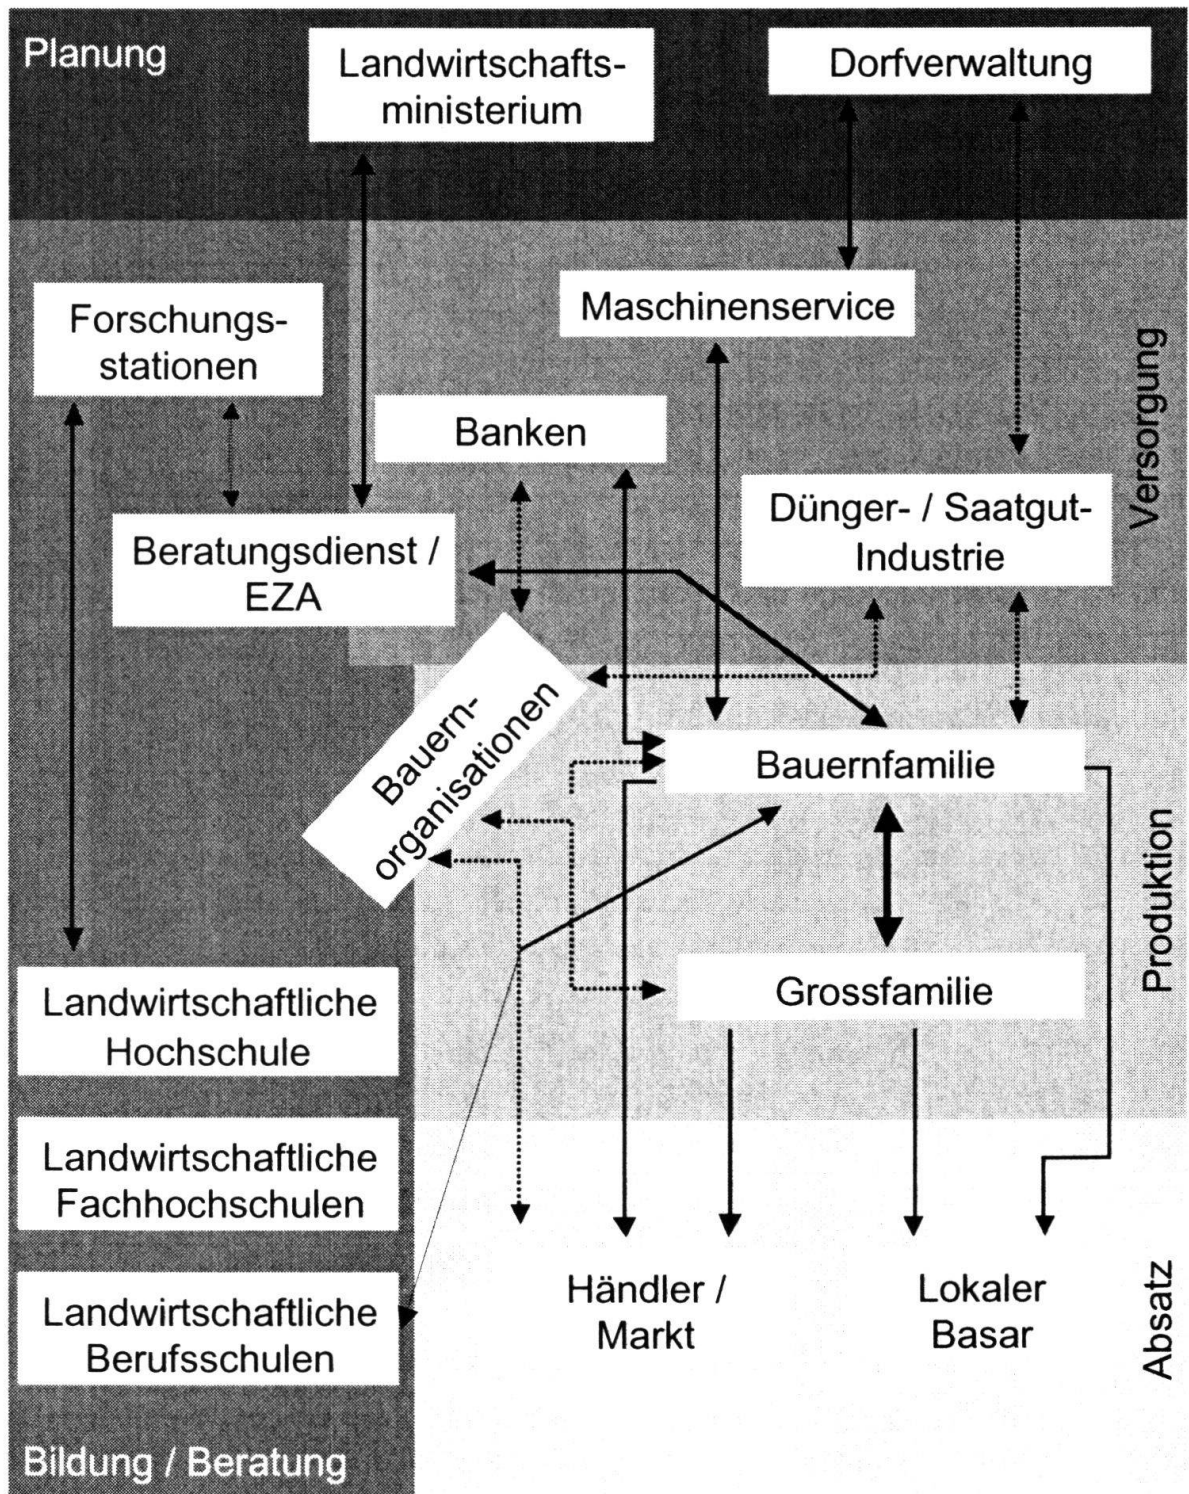 Planung
Landwirtschafts-
ministerium
Dorfverwaltung
Forschungs-
stationen
Maschinenservice
Banken
Versorgung
Beratungsdienst /
EZA
Dünger- / Saatgut-
Industrie
Bauern-
organisationen
Bauernfamilie
Produktion
Grossfamilie
Landwirtschaftliche
Hochschule
Landwirtschaftliche
Fachhochschulen
Landwirtschaftliche
Berufsschulen
Händler /
Markt
Lokaler
Basar
Absatz
Bildung / Beratung